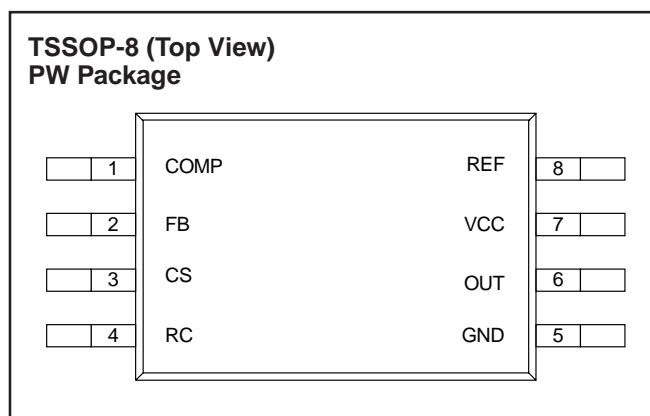 TSSOP-8 (Top View)
PW Package
1 COMP REF 8
2 FB VCC 7
3 CS OUT 6
4 RC GND 5